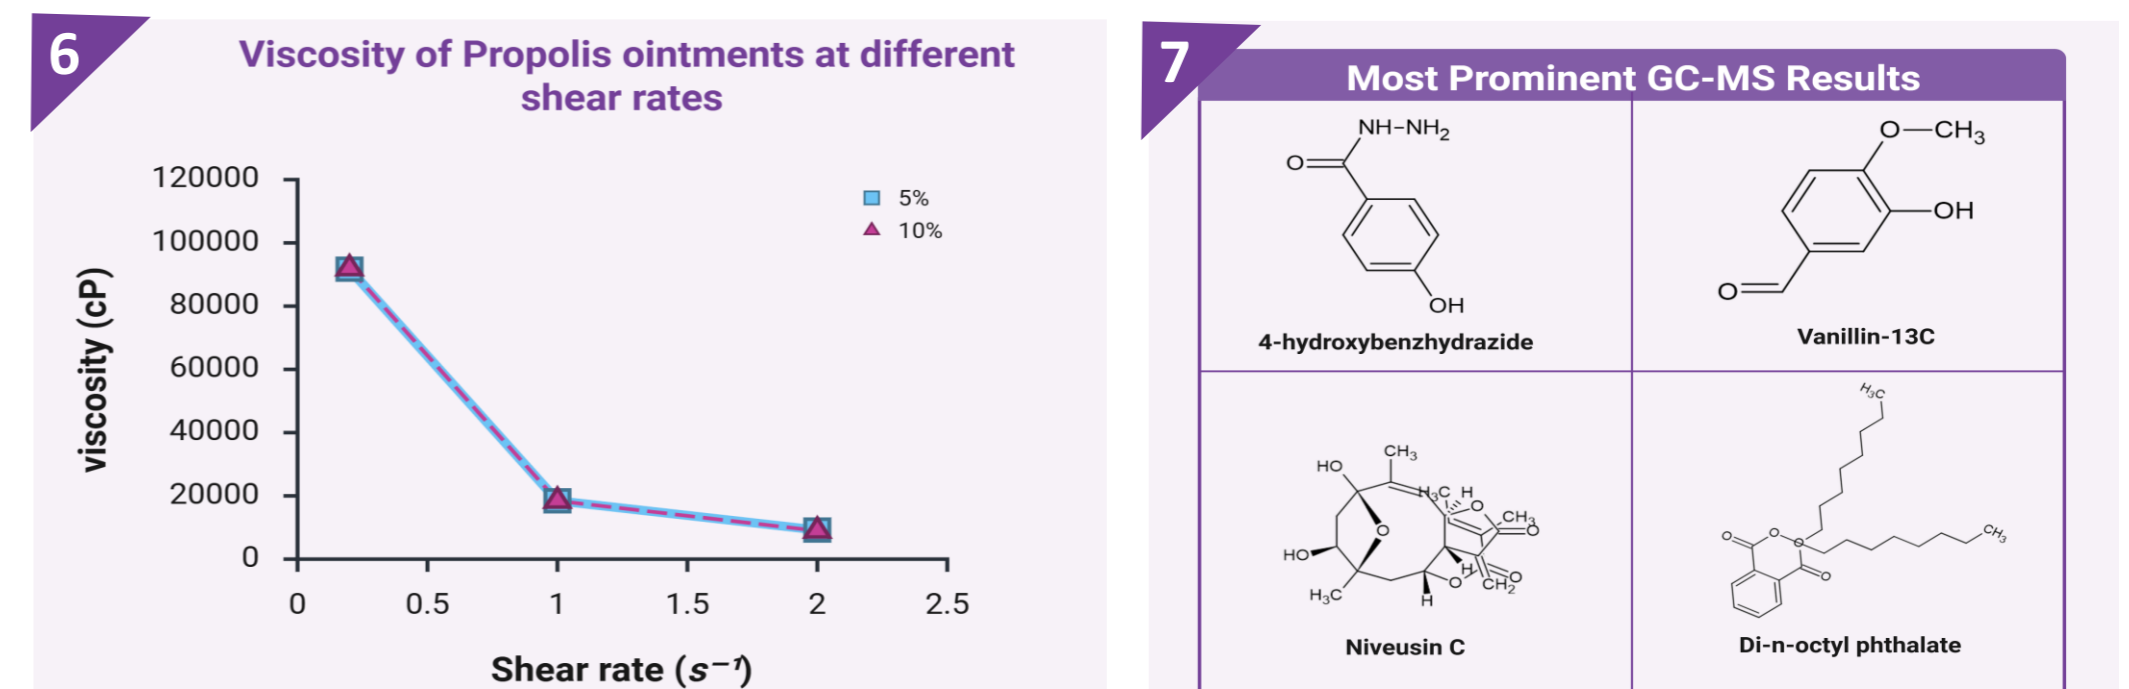 6
Viscosity of Propolis ointments at different
shear rates
120000
100000
80000
60000
40000
20000
0
0 0.5 1 1.5 2 2.5
viscosity (cP)
Shear rate (s⁻¹)
5%
10%
7
Most Prominent GC-MS Results
NH-NH₂
O
OH
4-hydroxybenzhydrazide
O CH₃
OH
O
Vanillin-13C
CH₃
HO
H₃C H
O
CH₃
O
O
HO
H
O
O
CH₂
H₃C
H
Niveusin C
H₃C
CH₃
O
O
O
O
Di-n-octyl phthalate